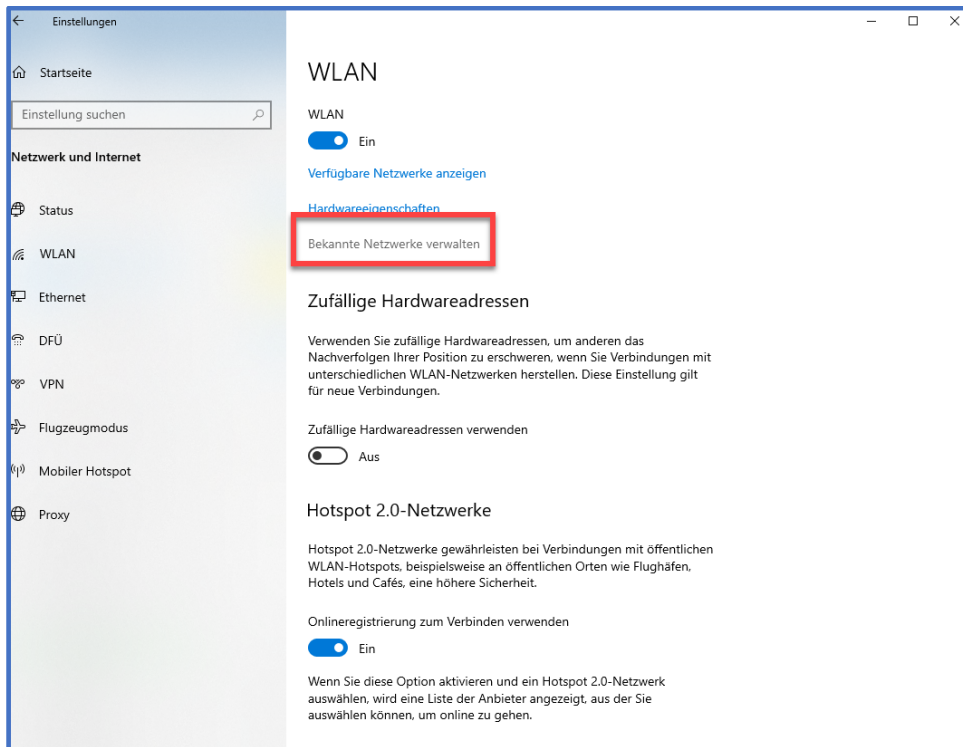 Einstellungen
Startseite
Einstellung suchen
Netzwerk und Internet
Status
WLAN
Ethernet
DFÜ
VPN
Flugzeugmodus
Mobiler Hotspot
Proxy
WLAN
WLAN
Ein
Verfügbare Netzwerke anzeigen
Hardwareeigenschaften
Bekannte Netzwerke verwalten
Zufällige Hardwareadressen
Verwenden Sie zufällige Hardwareadressen, um anderen das
Nachverfolgen Ihrer Position zu erschweren, wenn Sie Verbindungen mit
unterschiedlichen WLAN-Netzwerken herstellen. Diese Einstellung gilt
für neue Verbindungen.
Zufällige Hardwareadressen verwenden
Aus
Hotspot 2.0-Netzwerke
Hotspot 2.0-Netzwerke gewährleisten bei Verbindungen mit öffentlichen
WLAN-Hotspots, beispielsweise an öffentlichen Orten wie Flughäfen,
Hotels und Cafés, eine höhere Sicherheit.
Onlineregistrierung zum Verbinden verwenden
Ein
Wenn Sie diese Option aktivieren und ein Hotspot 2.0-Netzwerk
auswählen, wird eine Liste der Anbieter angezeigt, aus der Sie
auswählen können, um online zu gehen.